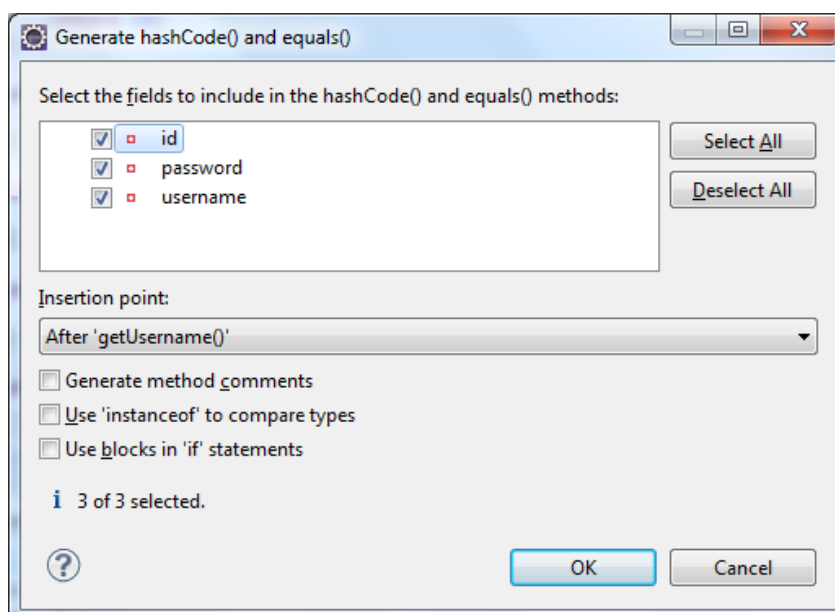 Generate hashCode() and equals()
Select the fields to include in the hashCode() and equals() methods:
id
Select All
password
Deselect All
username
Insertion point:
After 'getUsername()'
Generate method comments
Use 'instanceof' to compare types
Use blocks in 'if' statements
i 3 of 3 selected.
? OK Cancel